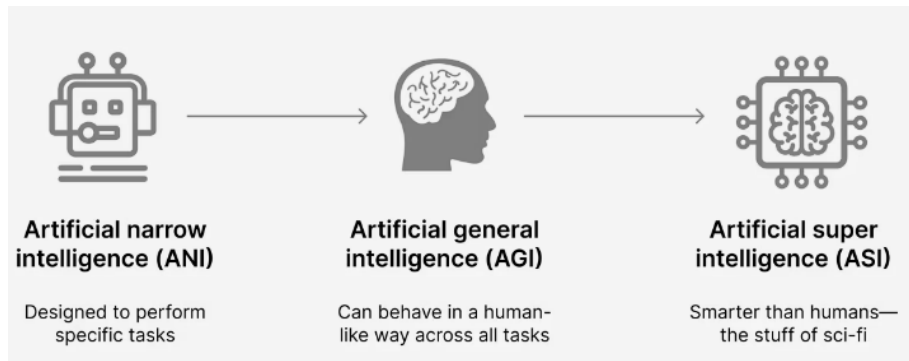 Artificial narrow
intelligence (ANI)
Designed to perform
specific tasks
Artificial general
intelligence (AGI)
Can behave in a human-
like way across all tasks
Artificial super
intelligence (ASI)
Smarter than humans—
the stuff of sci-fi